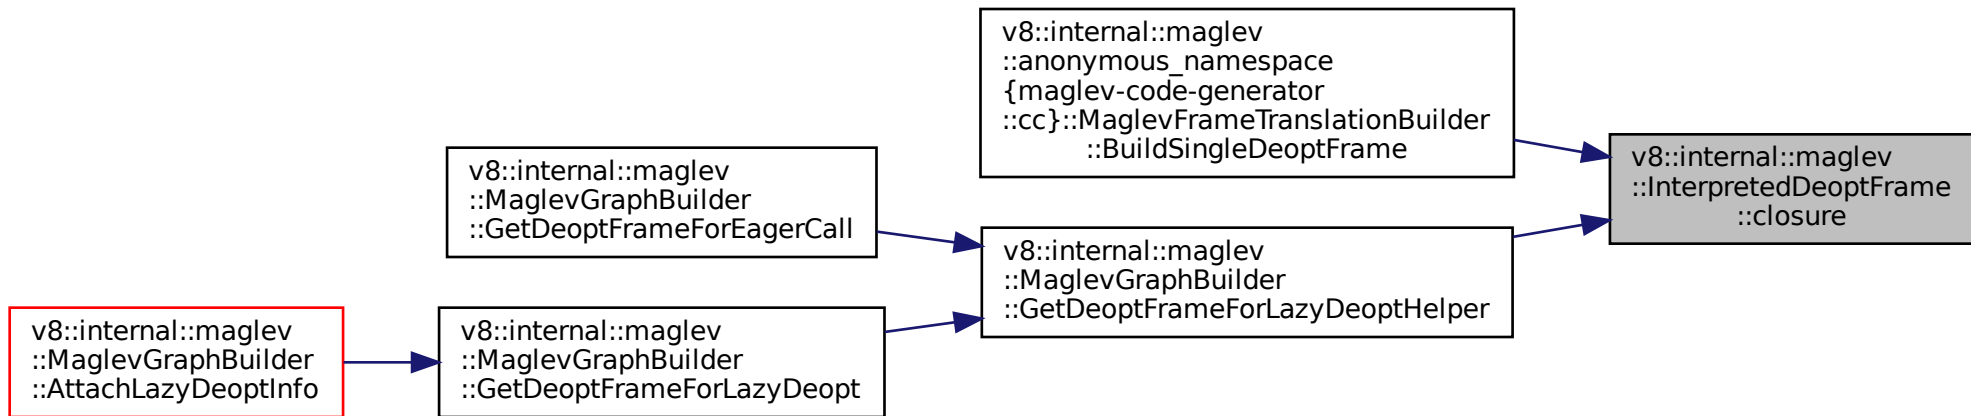 v8::internal::maglev
::anonymous_namespace
{maglev-code-generator
::cc}::MaglevFrameTranslationBuilder
::BuildSingleDeoptFrame
v8::internal::maglev
::InterpretedDeoptFrame
::closure
v8::internal::maglev
::MaglevGraphBuilder
::GetDeoptFrameForEagerCall
v8::internal::maglev
::MaglevGraphBuilder
::GetDeoptFrameForLazyDeoptHelper
v8::internal::maglev
::MaglevGraphBuilder
::AttachLazyDeoptInfo
v8::internal::maglev
::MaglevGraphBuilder
::GetDeoptFrameForLazyDeopt